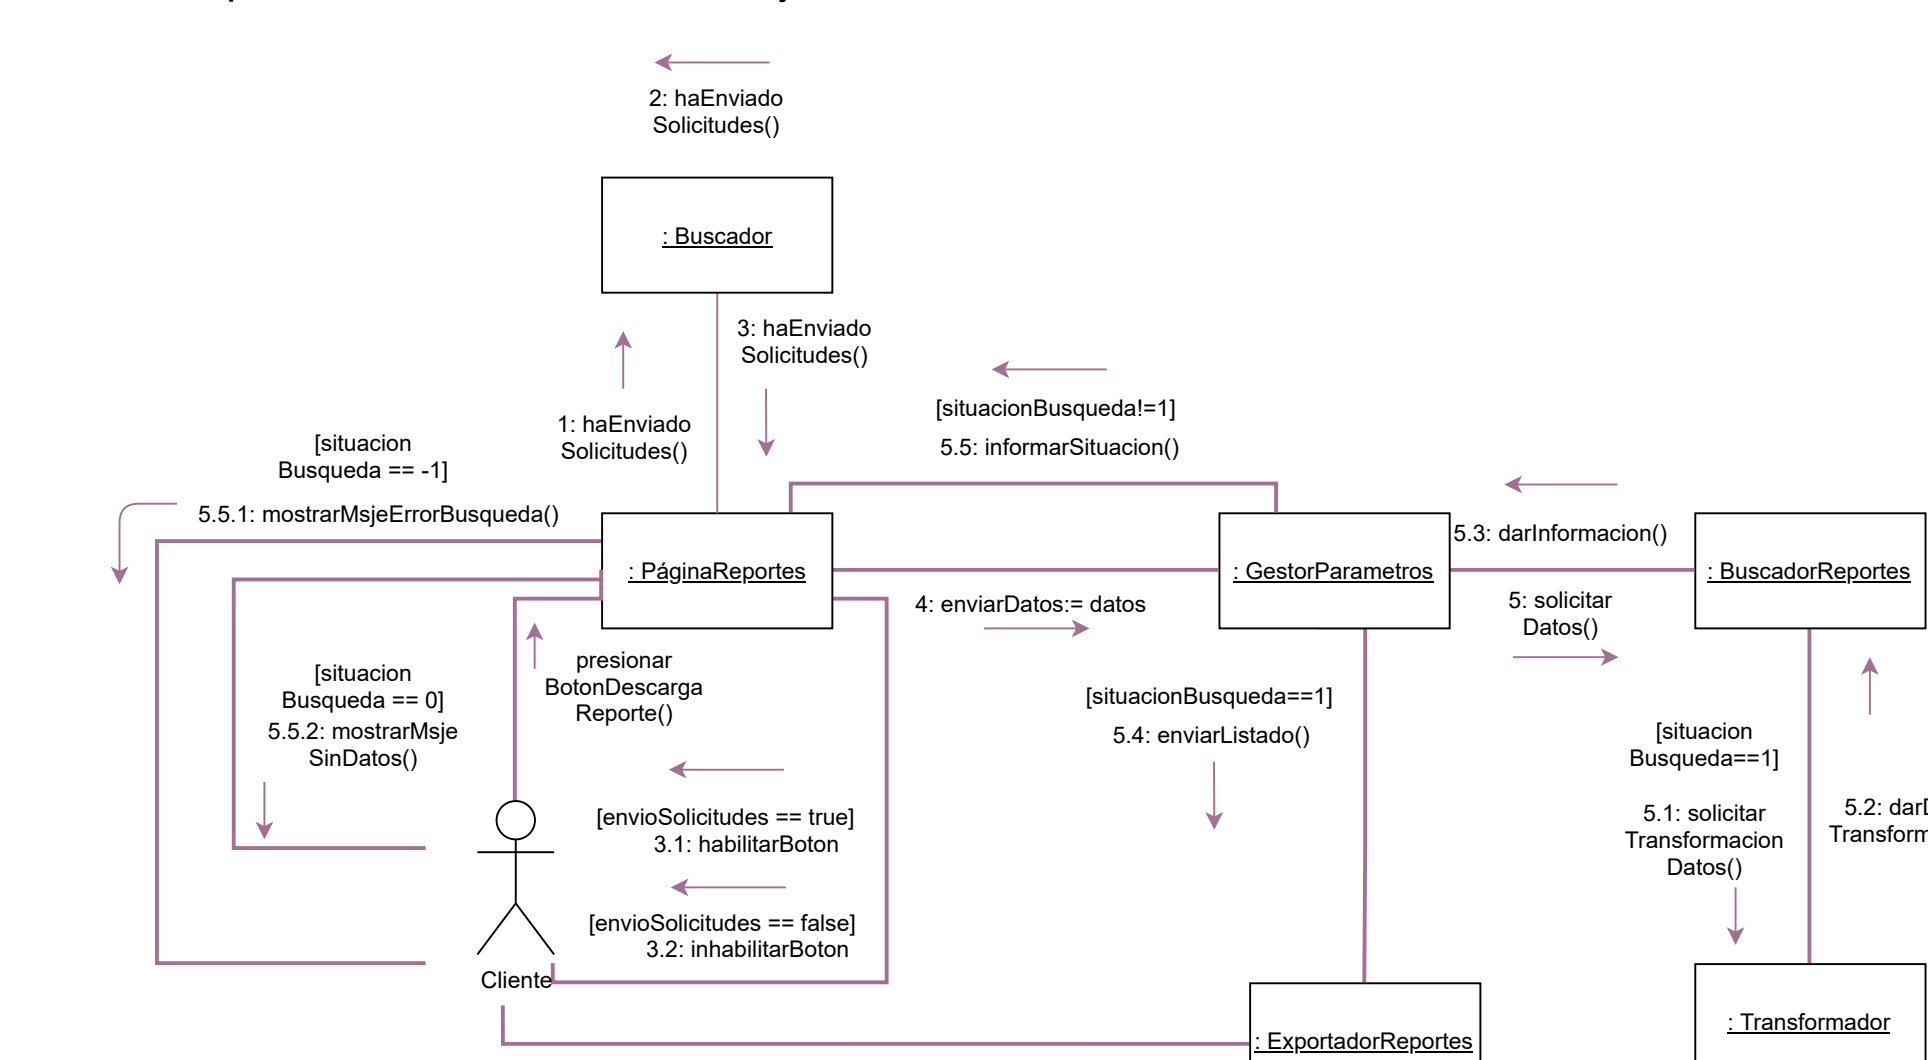 2: haEnviado
Solicitudes()
: Buscador
3: haEnviado
Solicitudes()
1: haEnviado
Solicitudes()
[situacionBusqueda!=1]
5.5: informarSituacion()
[situacion
Busqueda == -1]
5.5.1: mostrarMsjeErrorBusqueda()
5.3: darInformacion()
: PáginaReportes
: GestorParametros
: BuscadorReportes
4: enviarDatos:= datos
5: solicitar
Datos()
presionar
BotonDescarga
Reporte()
[situacion
Busqueda == 0]
5.5.2: mostrarMsje
SinDatos()
[situacionBusqueda==1]
5.4: enviarListado()
[situacion
Busqueda==1]
5.1: solicitar
Transformacion
Datos()
5.2:
[envioSolicitudes == true]
3.1: habilitarBoton
[envioSolicitudes == false]
3.2: inhabilitarBoton
Cliente
: Transformador
: ExportadorReportes